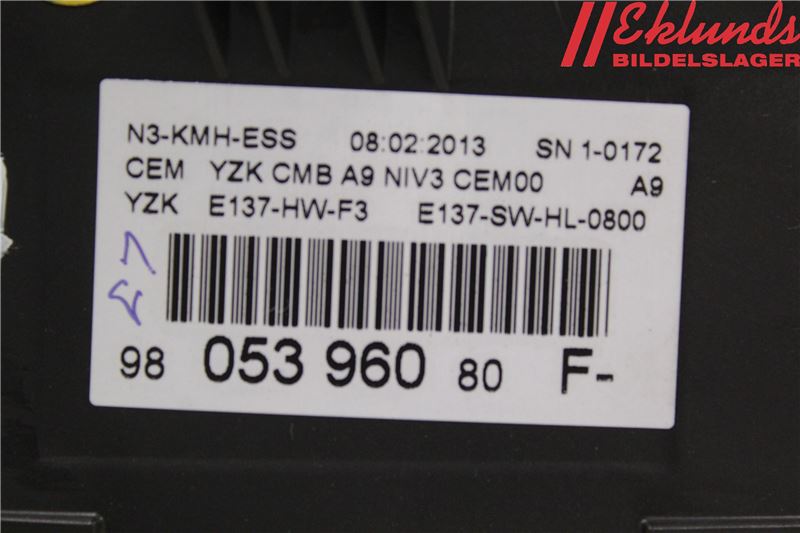 Eklunds
BILDELSLAGER
N3-KMH-ESS 08:02:2013 SN 1-0172
CEM YZK CMB A9 NIV3 CEM00 A9
YZK E137-HW-F3 E137-SW-HL-0800
98 053 960 80 F-